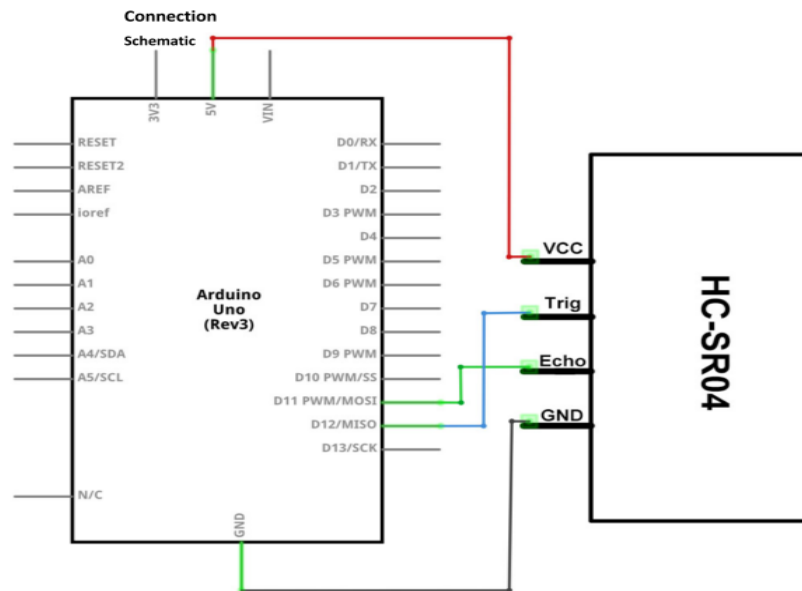 Connection
Schematic
3V3
5V
VIN
RESET
RESET2
AREF
ioref
A0
A1
A2
A3
A4/SDA
A5/SCL
N/C
Arduino
Uno
(Rev3)
D0/RX
D1/TX
D2
D3 PWM
D4
D5 PWM
D6 PWM
D7
D8
D9 PWM
D10 PWM/SS
D11 PWM/MOSI
D12/MISO
D13/SCK
GND
VCC
Trig
Echo
GND
HC-SR04